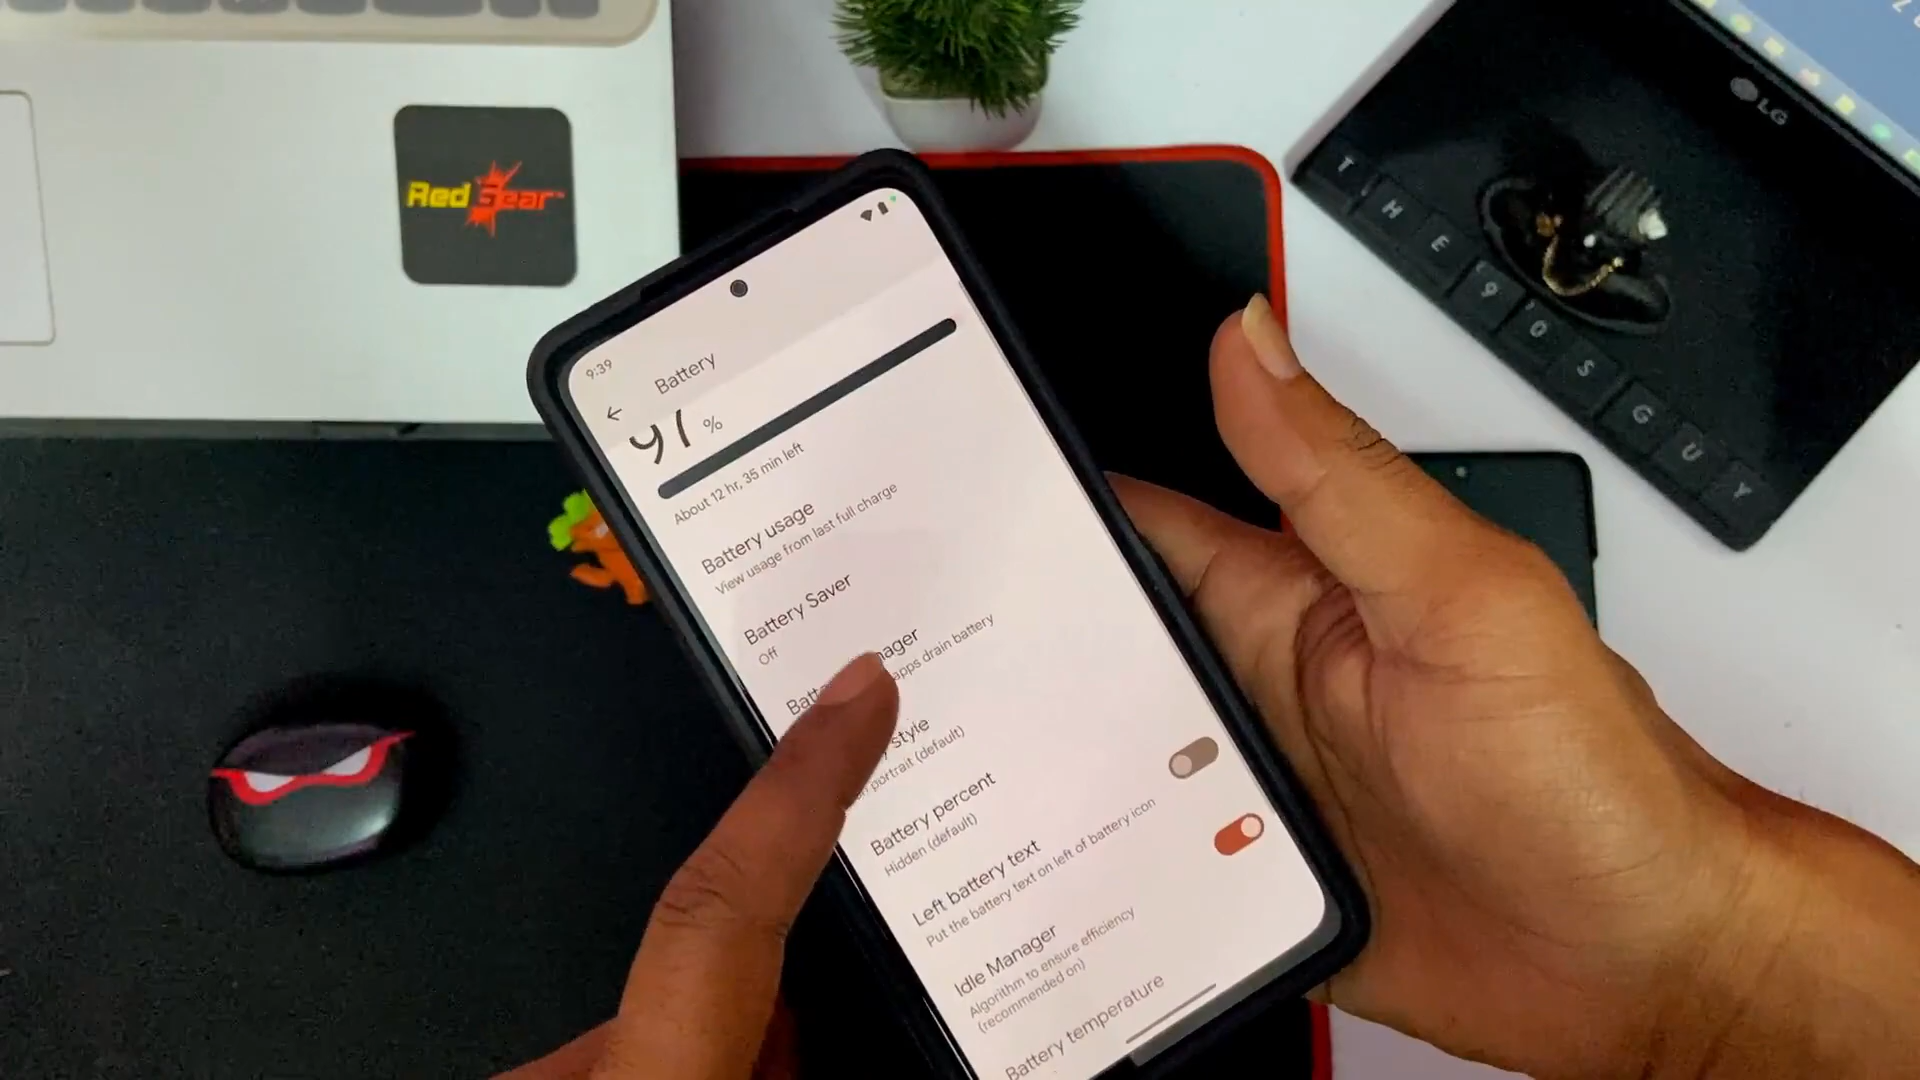 Red Gear
LG
THE90SGUY
9:39
Battery
%
About 12 hr, 35 min left
Battery usage
View usage from last full charge
Battery Saver
Off
apps drain battery
style
portrait (default)
Battery percent
Hidden (default)
Left battery text
Put the battery text on left of battery icon
Idle Manager
Algorithm to ensure efficiency
(recommended on)
Battery temperature